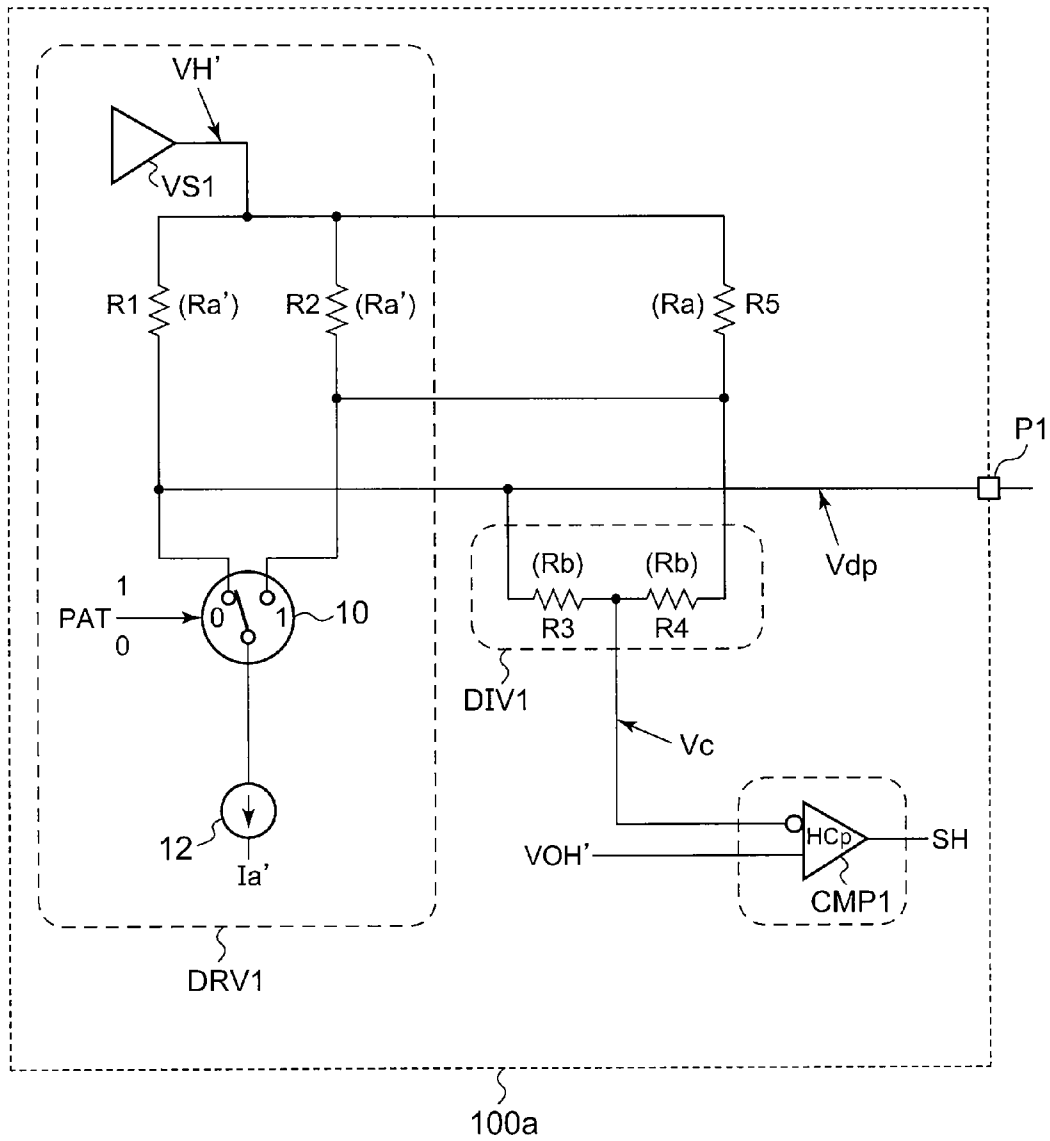 VH'
VS1
R1 (Ra') R2 (Ra') (Ra) R5
P1
Vdp
(Rb) (Rb)
R3 R4
DIV1
1
PAT 0 1 10
0
Vc
12
Ia'
HCp SH
VOH'
CMP1
DRV1
100a